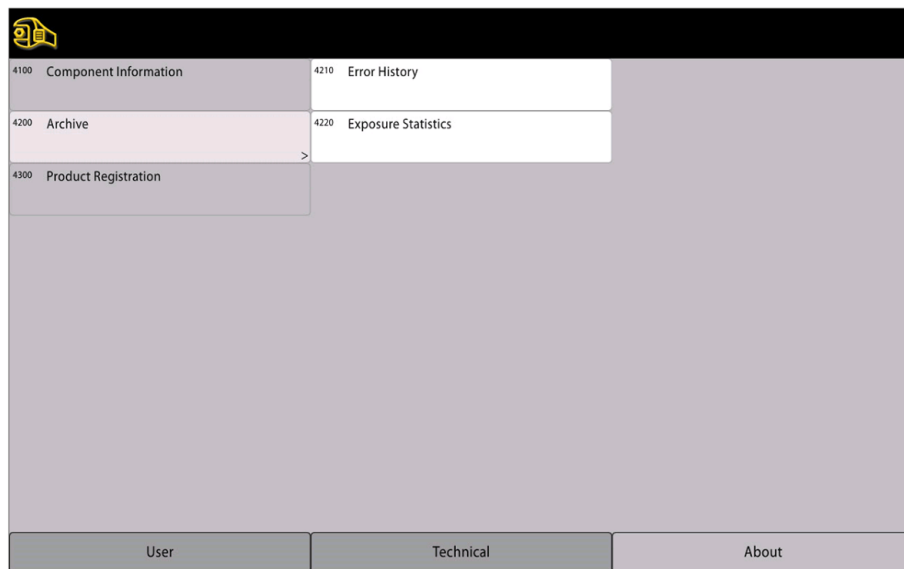 4100 Component Information
4210 Error History
4200 Archive
>
4220 Exposure Statistics
4300 Product Registration
User
Technical
About